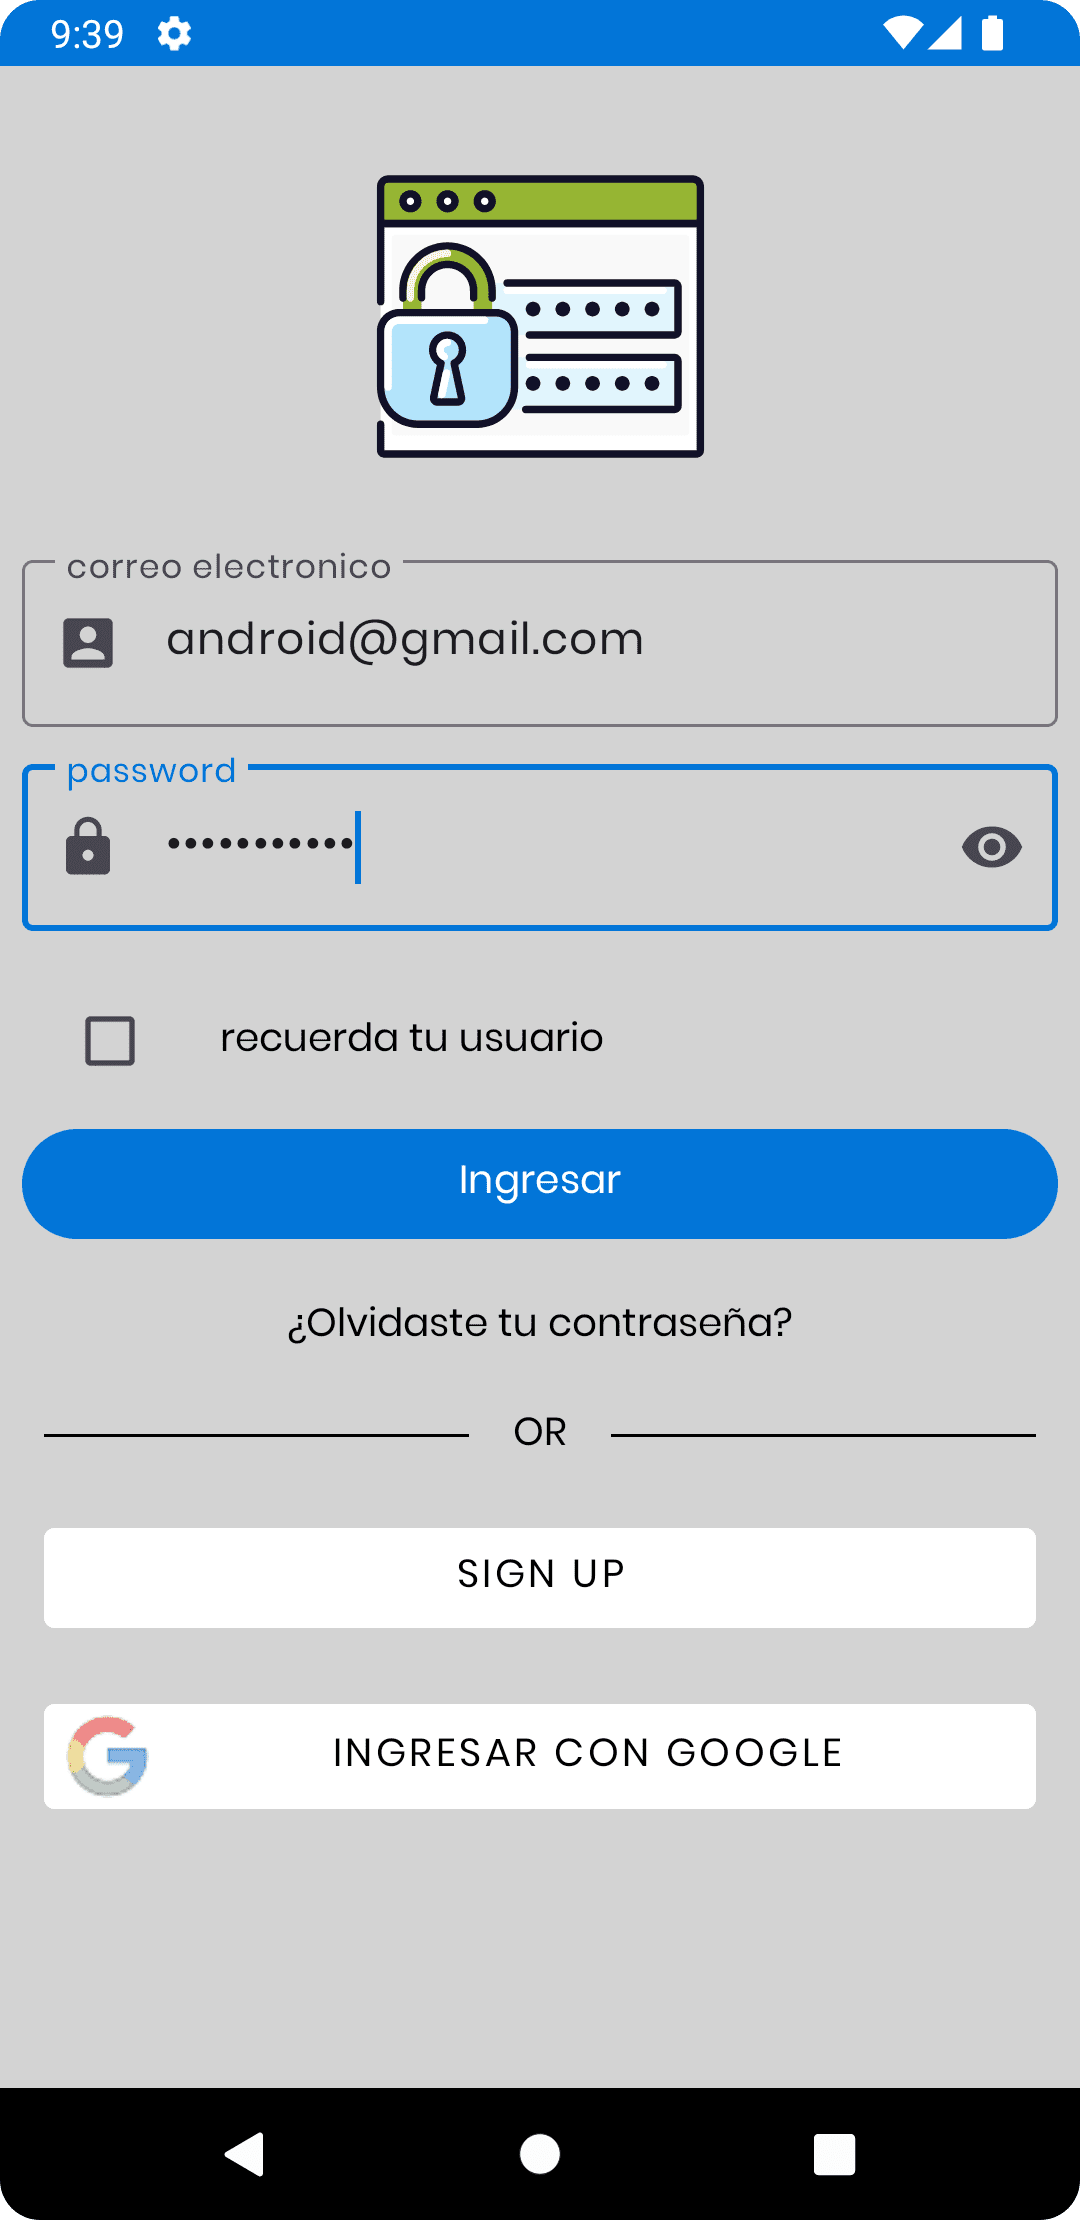 9:39
correo electronico
android@gmail.com
password
•••••••••••
recuerda tu usuario
Ingresar
¿Olvidaste tu contraseña?
OR
SIGN UP
INGRESAR CON GOOGLE